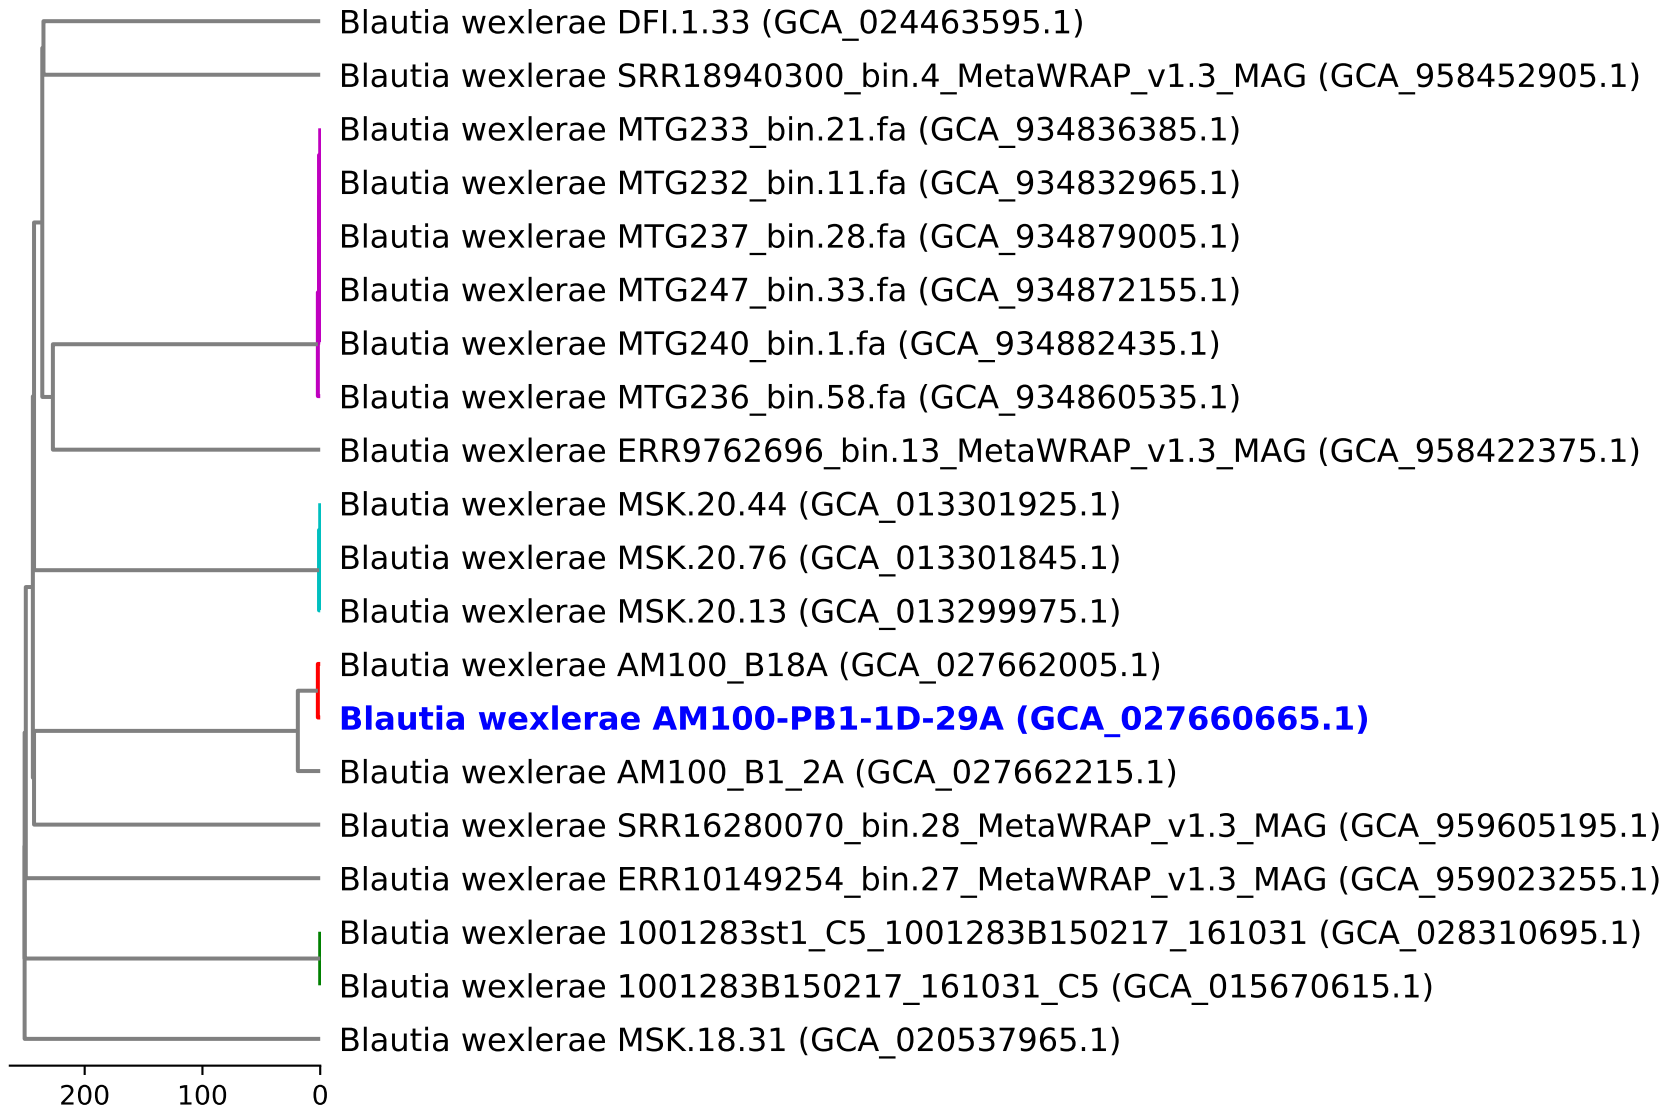 Blautia wexlerae DFI.1.33 (GCA_024463595.1)
Blautia wexlerae SRR18940300_bin.4_MetaWRAP_v1.3_MAG (GCA_958452905.1)
Blautia wexlerae MTG233_bin.21.fa (GCA_934836385.1)
Blautia wexlerae MTG232_bin.11.fa (GCA_934832965.1)
Blautia wexlerae MTG237_bin.28.fa (GCA_934879005.1)
Blautia wexlerae MTG247_bin.33.fa (GCA_934872155.1)
Blautia wexlerae MTG240_bin.1.fa (GCA_934882435.1)
Blautia wexlerae MTG236_bin.58.fa (GCA_934860535.1)
Blautia wexlerae ERR9762696_bin.13_MetaWRAP_v1.3_MAG (GCA_958422375.1)
Blautia wexlerae MSK.20.44 (GCA_013301925.1)
Blautia wexlerae MSK.20.76 (GCA_013301845.1)
Blautia wexlerae MSK.20.13 (GCA_013299975.1)
Blautia wexlerae AM100_B18A (GCA_027662005.1)
Blautia wexlerae AM100-PB1-1D-29A (GCA_027660665.1)
Blautia wexlerae AM100_B1_2A (GCA_027662215.1)
Blautia wexlerae SRR16280070_bin.28_MetaWRAP_v1.3_MAG (GCA_959605195.1)
Blautia wexlerae ERR10149254_bin.27_MetaWRAP_v1.3_MAG (GCA_959023255.1)
Blautia wexlerae 1001283st1_C5_1001283B150217_161031 (GCA_028310695.1)
Blautia wexlerae 1001283B150217_161031_C5 (GCA_015670615.1)
Blautia wexlerae MSK.18.31 (GCA_020537965.1)
200 100 0